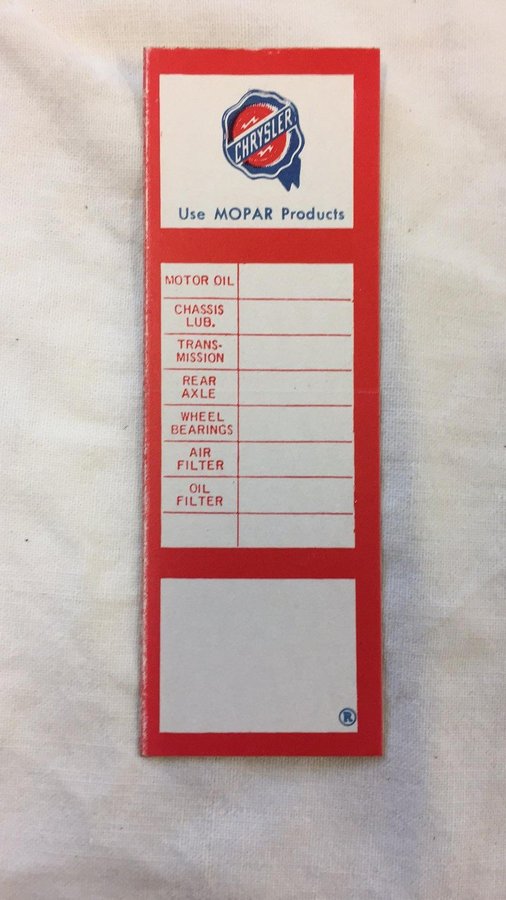 CHRYSLER
Use MOPAR Products
MOTOR OIL
CHASSIS
LUB.
TRANS-
MISSION
REAR
AXLE
WHEEL
BEARINGS
AIR
FILTER
OIL
FILTER
®